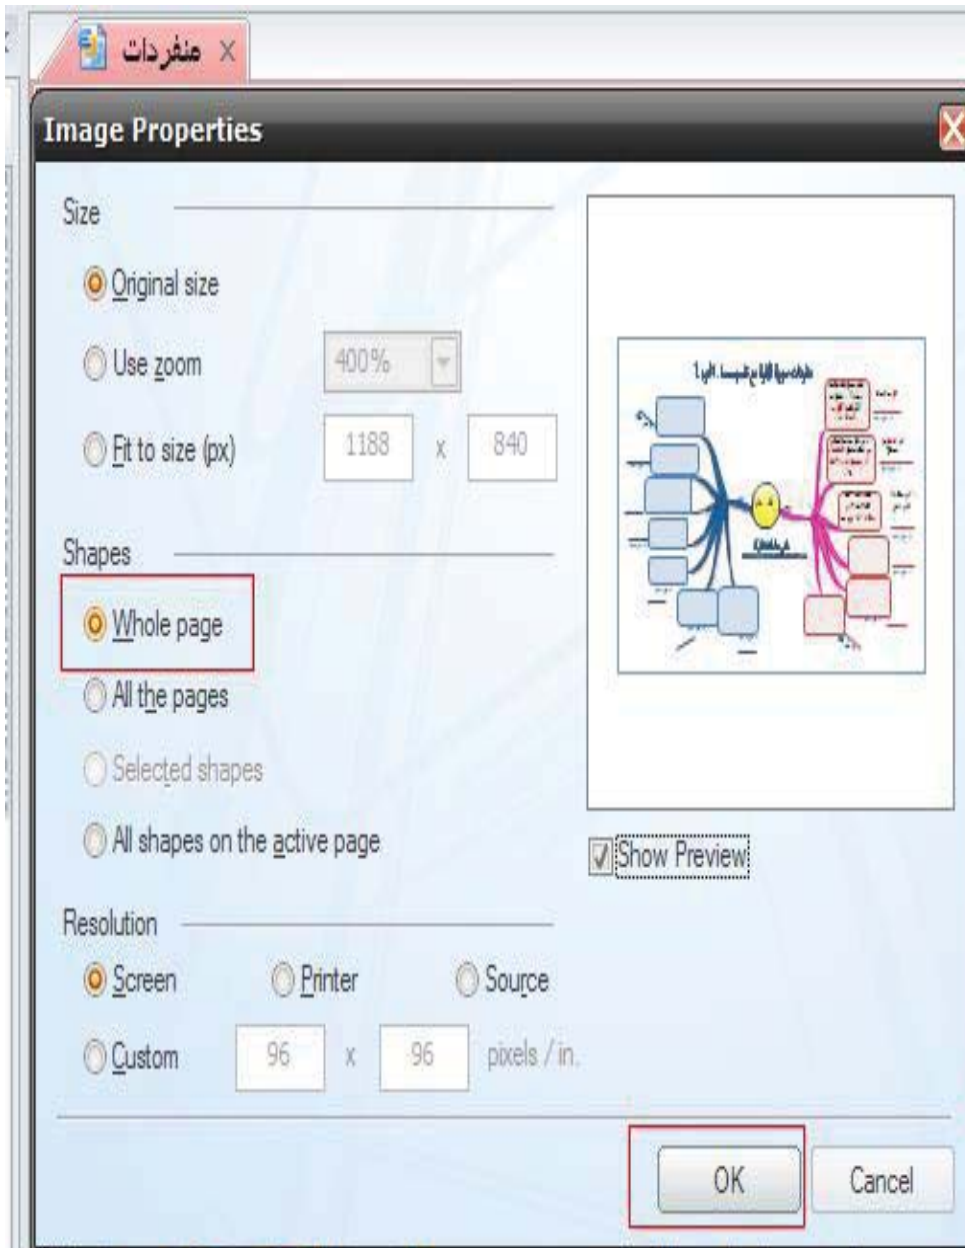 منفردات
Image Properties
Size
Original size
Use zoom
400%
Fit to size (px)
1188 x 840
Shapes
Whole page
All the pages
Selected shapes
All shapes on the active page
Show Preview
Resolution
Screen Printer Source
Custom 96 x 96 pixels / in.
OK Cancel